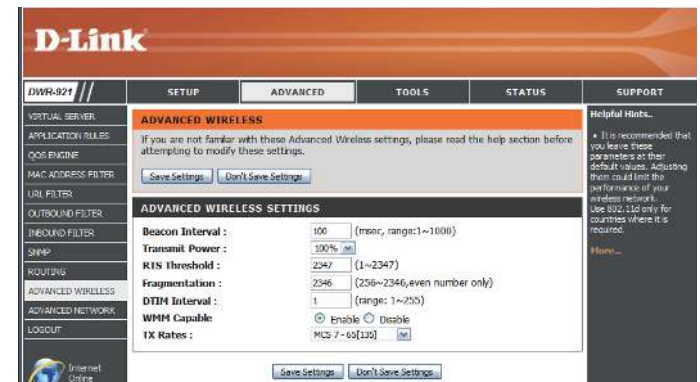 D-Link
DWR-921 SETUP ADVANCED TOOLS STATUS SUPPORT
VIRTUAL SERVER
APPLICATION RULES
QOS ENGINE
MAC ADDRESS FILTER
URL FILTER
OUTBOUND FILTER
INBOUND FILTER
SNMP
ROUTING
ADVANCED WIRELESS
ADVANCED NETWORK
LOGOUT
Internet
Online
ADVANCED WIRELESS
If you are not familar with these Advanced Wireless settings, please read the help section before
attempting to modify these settings.
Save Settings Don't Save Settings
ADVANCED WIRELESS SETTINGS
Beacon Interval : 100 (msec, range:1~1000)
Transmit Power : 100%
RTS Threshold : 2347 (1~2347)
Fragmentation : 2346 (256~2346,even number only)
DTIM Interval : 1 (range: 1~255)
WMM Capable Enable Disable
TX Rates : MCS 7 - 65[135]
Save Settings Don't Save Settings
Helpful Hints..
• It is recommended that
you leave these
parameters at ther
default values. Adjusting
them could limit the
performance of your
wireless network.
Use 802.11d only for
countries where it is
required.
More...